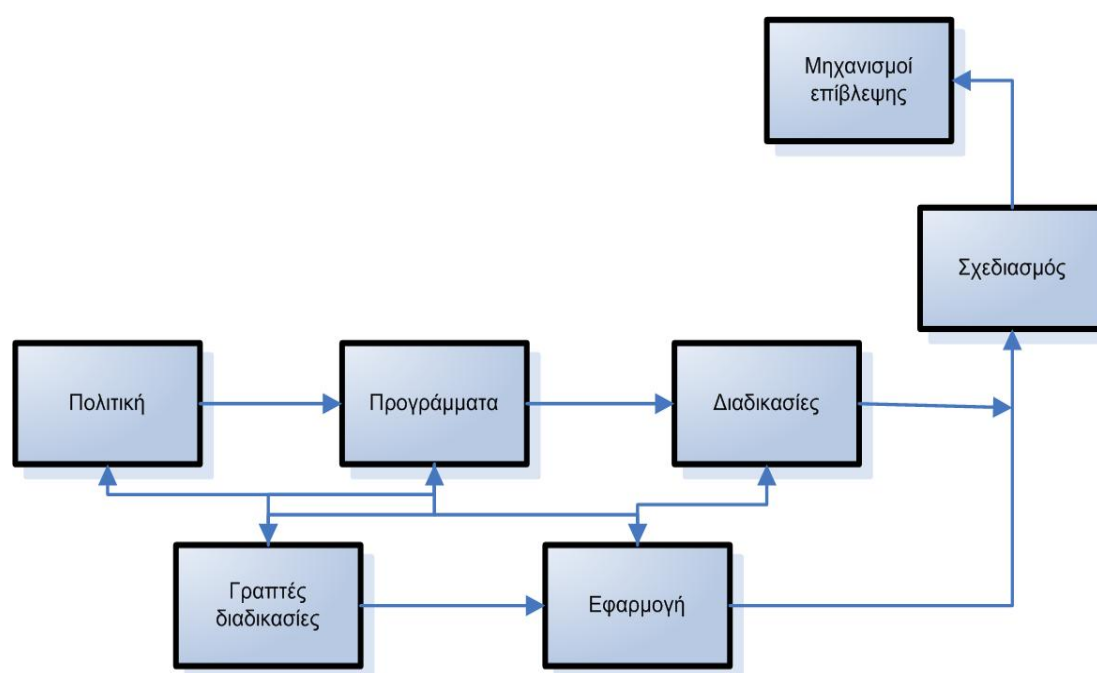 Μηχανισμοί
επίβλεψης
Σχεδιασμός
Πολιτική
Προγράμματα
Διαδικασίες
Γραπτές
διαδικασίες
Εφαρμογή